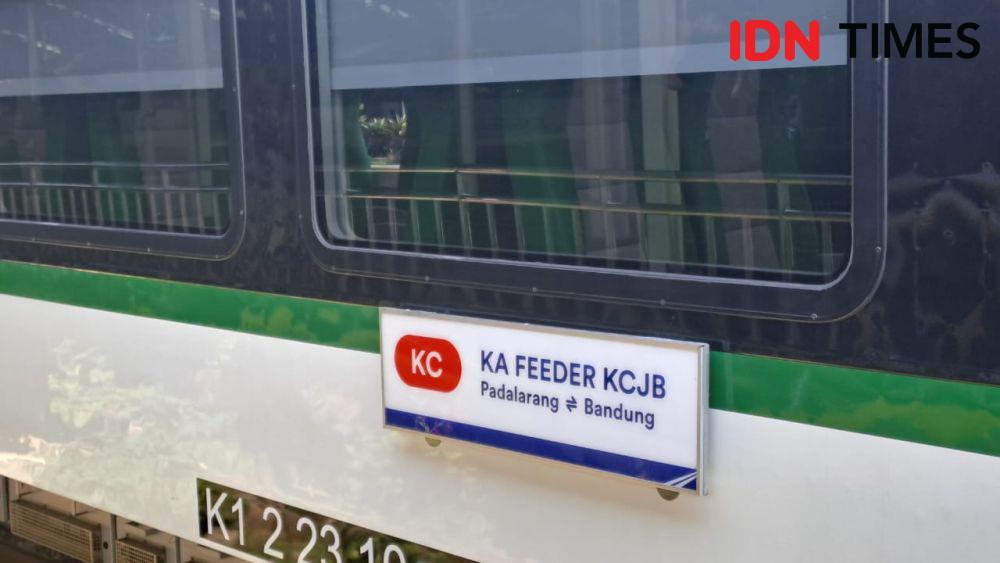 IDN TIMES
KC
KA FEEDER KCJB
Padalarang ⇌ Bandung
K1 2 23 10